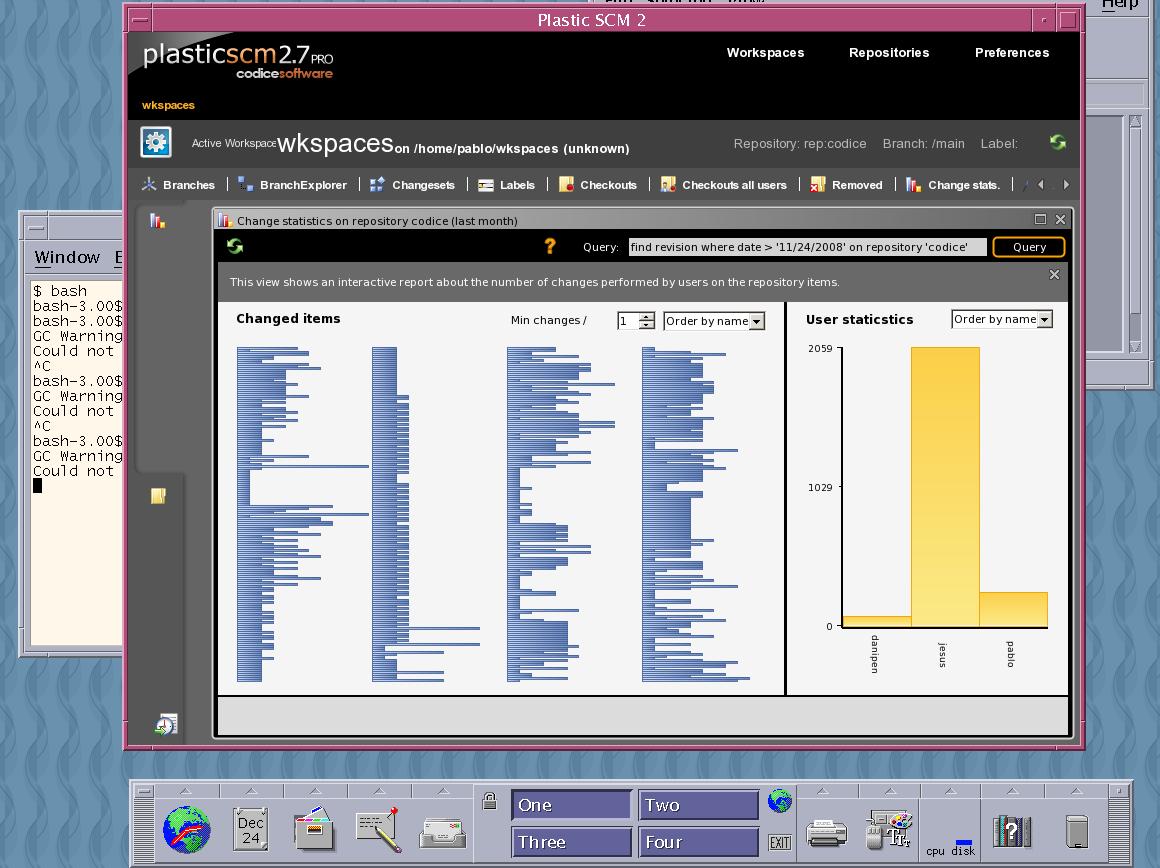 Help
Plastic SCM 2
plasticscm2.7PRO
codicesoftware
Workspaces Repositories Preferences
wkspaces
Active Workspace wkspaces on /home/pablo/wkspaces (unknown)
Repository: rep:codice Branch: /main Label:
Branches BranchExplorer Changesets Labels Checkouts Checkouts all users Removed Change stats.
Change statistics on repository codice (last month)
? Query: find revision where date > '11/24/2008' on repository 'codice' Query
This view shows an interactive report about the number of changes performed by users on the repository items.
Changed items Min changes / 1 Order by name
User staticstics Order by name
2059
1029
0
danipen jesus pablo
Window E
$ bash
bash-3.00$
bash-3.00$
GC Warning
Could not
^C
bash-3.00$
GC Warning
Could not
^C
bash-3.00$
GC Warning
Could not
Dec
24
One Two
Three Four
EXIT
cpu disk
?